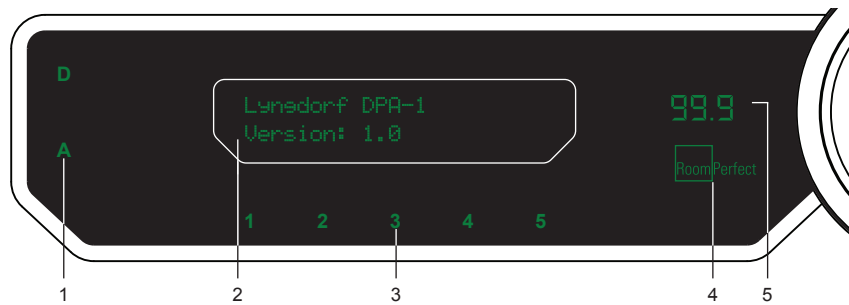 D
Lyngdorf DPA-1
Version: 1.0
99.9
A
RoomPerfect
1 2 3 4 5
1 2 3 4 5